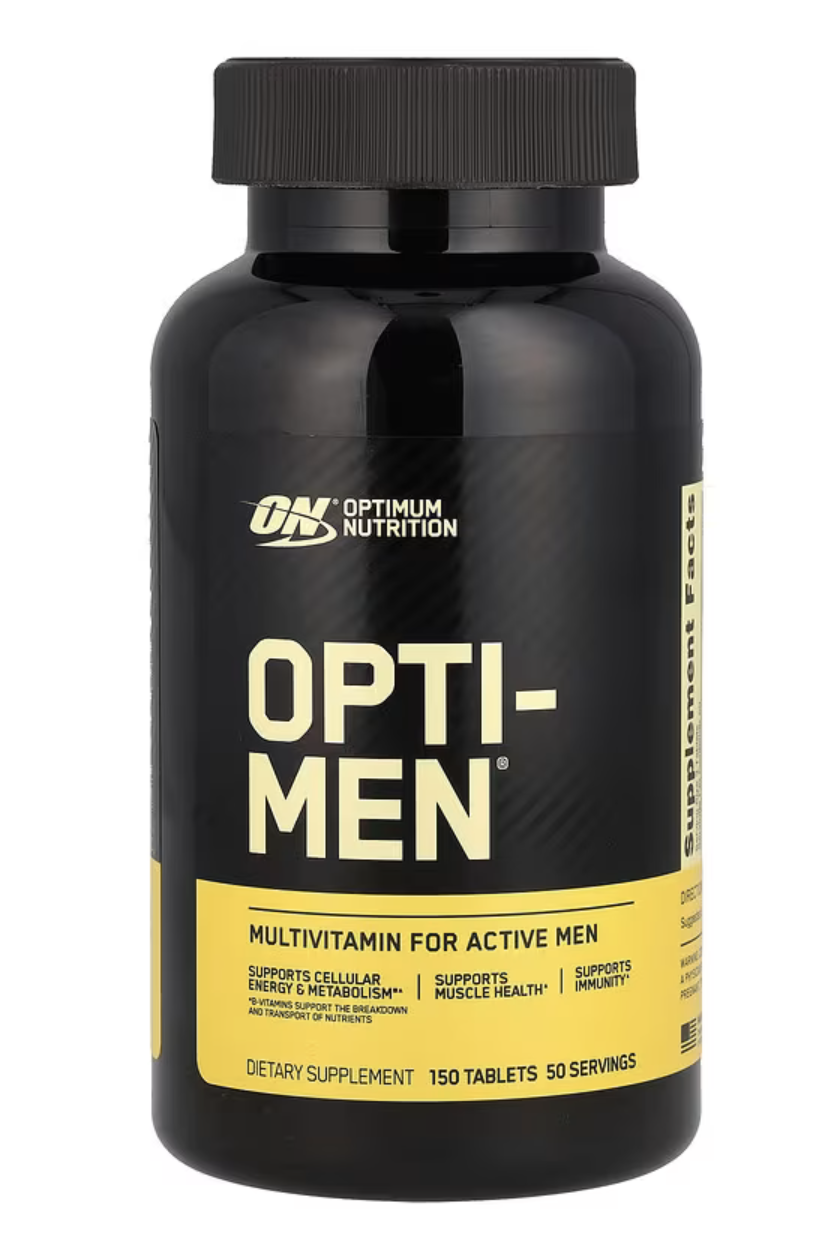 ON® OPTIMUM
NUTRITION
OPTI-
MEN®
MULTIVITAMIN FOR ACTIVE MEN
SUPPORTS CELLULAR
ENERGY & METABOLISM
SUPPORTS
MUSCLE HEALTH*
SUPPORTS
IMMUNITY*
*B-VITAMINS SUPPORT THE BREAKDOWN
AND TRANSPORT OF NUTRIENTS
DIETARY SUPPLEMENT 150 TABLETS 50 SERVINGS
Supplement Facts